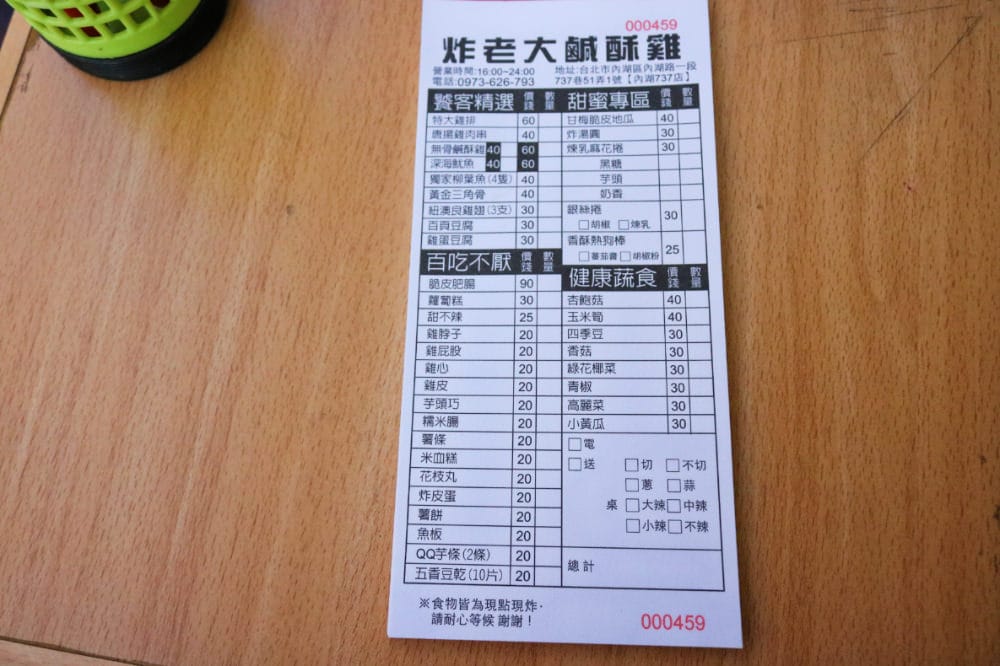 000459
炸老大鹹酥雞
營業時間:16:00~24:00
電話:0973-626-793
地址:台北市內湖區內湖路一段
737巷51弄1號【內湖737店】
饕客精選 價錢 數量
特大雞排 60
唐揚雞肉串 40
無骨鹹酥雞 40 60
深海魷魚 40 60
獨家柳葉魚(4隻) 40
黃金三角骨 40
紐澳良雞翅(3支) 30
百頁豆腐 30
雞蛋豆腐 30
百吃不厭 價錢 數量
脆皮肥腸 90
蘿蔔糕 30
甜不辣 25
雞脖子 20
雞屁股 20
雞心 20
雞皮 20
芋頭巧 20
糯米腸 20
薯條 20
米血糕 20
花枝丸 20
炸皮蛋 20
薯餅 20
魚板 20
QQ芋條(2條) 20
五香豆乾(10片) 20
甜蜜專區 價錢 數量
甘梅脆皮地瓜 40
炸湯圓 30
煉乳麻花捲 30
黑糖
芋頭
奶香
銀絲捲 30
□胡椒 □煉乳
香酥熱狗棒 25
□蕃茄醬 □胡椒粉
健康蔬食 價錢 數量
杏鮑菇 40
玉米筍 40
四季豆 30
香菇 30
綠花椰菜 30
青椒 30
高麗菜 30
小黃瓜 30
□電
□送 □切 □不切
□蔥 □蒜
桌 □大辣 □中辣
□小辣 □不辣
總計
※食物皆為現點現炸,
請耐心等候 謝謝!
000459